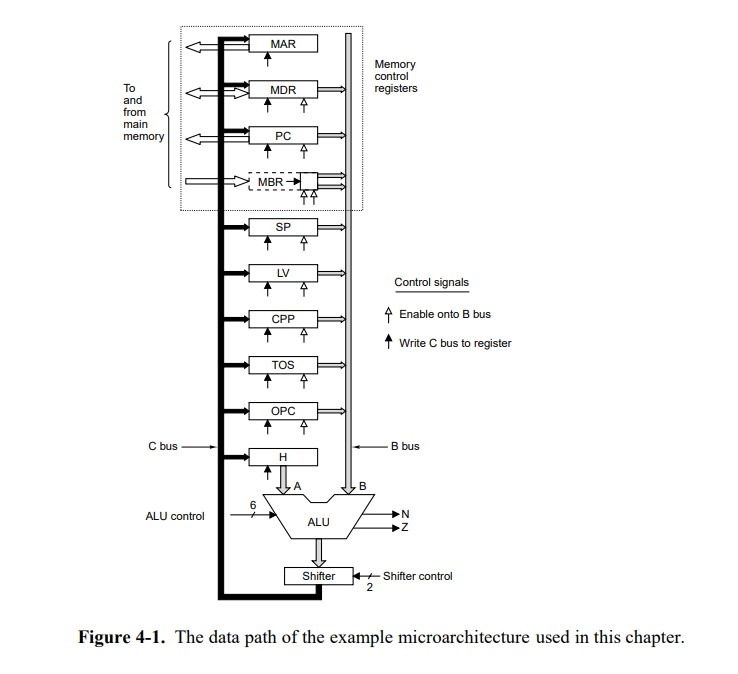 MAR
Memory
control
registers
To
and
from
main
memory
MDR
PC
MBR
SP
LV
Control signals
CPP
Enable onto B bus
Write C bus to register
TOS
OPC
C bus
B bus
H
A
B
6
ALU control
ALU
N
Z
Shifter
Shifter control
2
Figure 4-1. The data path of the example microarchitecture used in this chapter.